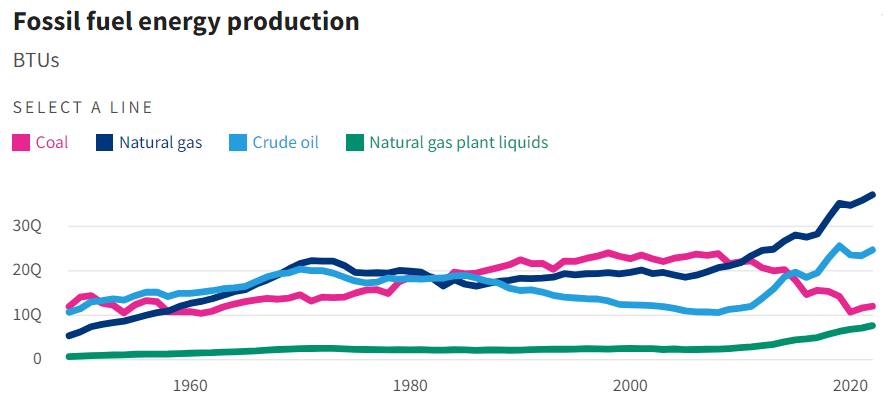 Fossil fuel energy production
BTUs
SELECT A LINE
Coal Natural gas Crude oil Natural gas plant liquids
30Q
20Q
10Q
0
1960 1980 2000 2020